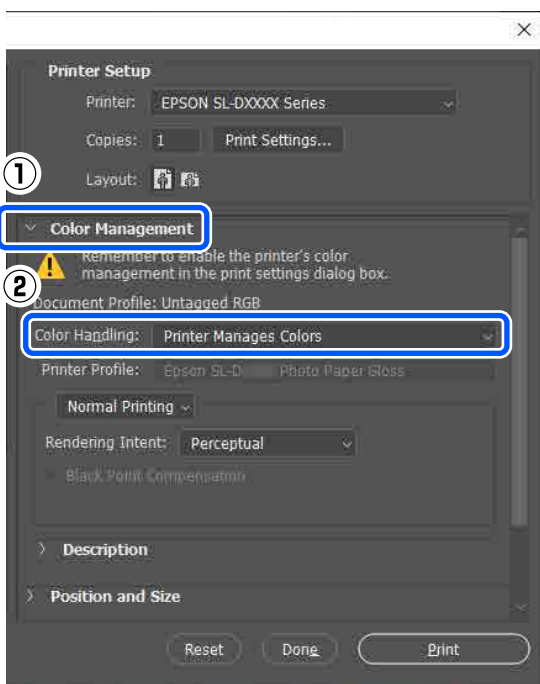 Printer Setup
Printer: EPSON SL-DXXXX Series
Copies: 1 Print Settings...
①
Layout:
Color Management
Remember to enable the printer's color
management in the print settings dialog box.
②
Document Profile: Untagged RGB
Color Handling: Printer Manages Colors
Printer Profile: Epson SL-D Photo Paper Gloss
Normal Printing
Rendering Intent: Perceptual
Black Point Compensation
Description
Position and Size
Reset Done Print